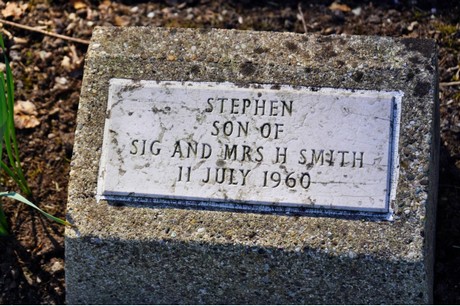 STEPHEN
SON OF
SIG AND MRS H SMITH
11 JULY 1960